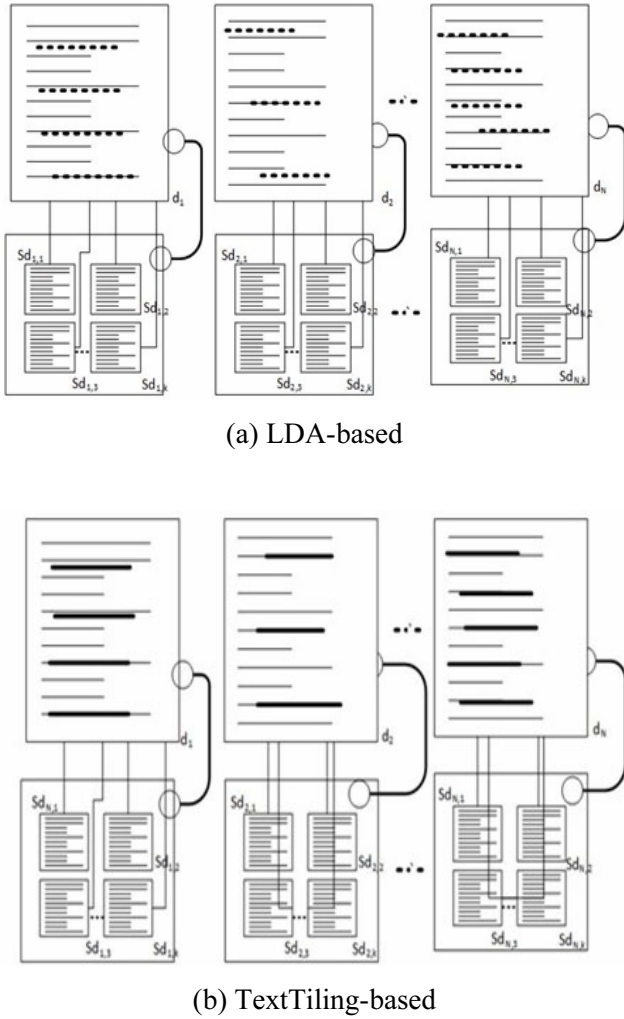 d1 d2 dN
Sd1,1 Sd2,1 SdN,1
Sd1,2 Sd2,2 SdN,2
Sd1,3 Sd1,k Sd2,3 Sd2,k SdN,3 SdN,k
(a) LDA-based
d1 d2 dN
SdN,1 Sd2,1 SdN,1
Sd1,2 Sd2,2 SdN,2
Sd1,3 Sd1,k Sd2,3 Sd2,k SdN,3 SdN,k
(b) TextTiling-based